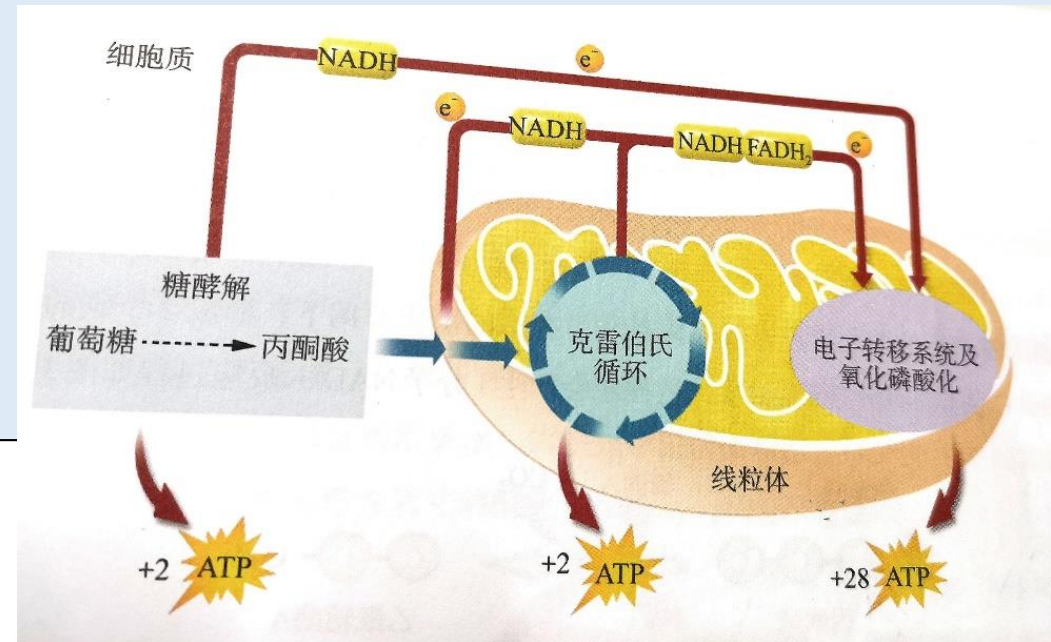 细胞质
NADH
e⁻
e⁻
NADH
NADH FADH₂
e⁻
糖酵解
葡萄糖
丙酮酸
克雷伯氏
循环
电子转移系统及
氧化磷酸化
线粒体
+2 ATP
+2 ATP
+28 ATP